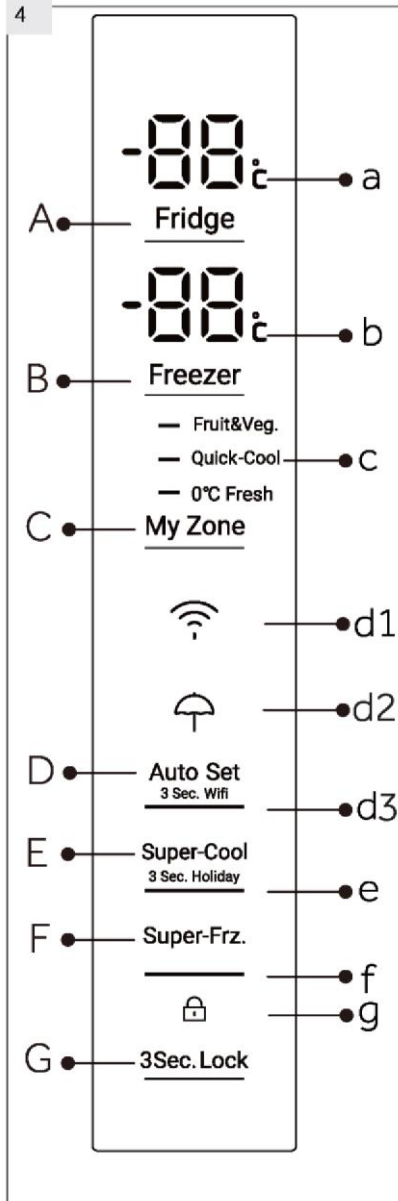 4
-88°c
a
A
Fridge
-88°c
b
B
Freezer
Fruit&Veg.
Quick-Cool
c
0°C Fresh
C
My Zone
d1
d2
D
Auto Set
3 Sec. Wifi
d3
E
Super-Cool
3 Sec. Holiday
e
F
Super-Frz.
f
g
G
3Sec.Lock